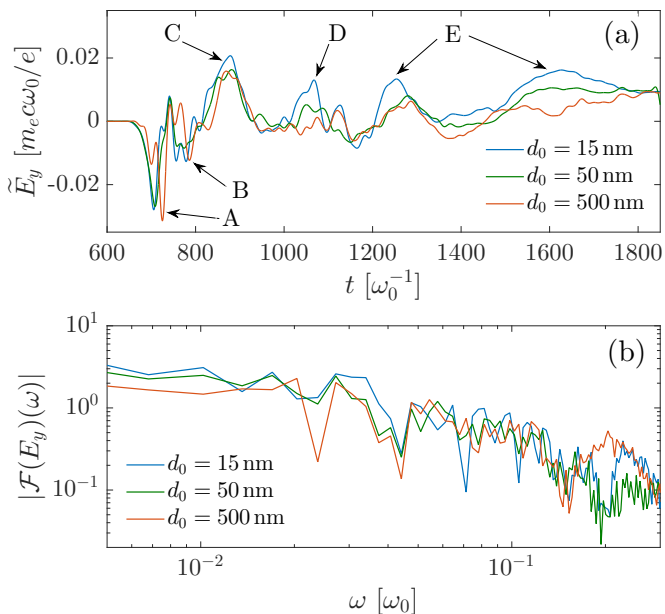 (a)
C
D
E
B
A
0.02
0
-0.02
Ẽ_y [m_e cω_0/e]
d_0 = 15 nm
d_0 = 50 nm
d_0 = 500 nm
600 800 1000 1200 1400 1600 1800
t [ω_0^{-1}]
(b)
10^1
10^0
10^{-1}
|ℱ(E_y)(ω)|
d_0 = 15 nm
d_0 = 50 nm
d_0 = 500 nm
10^{-2} 10^{-1}
ω [ω_0]